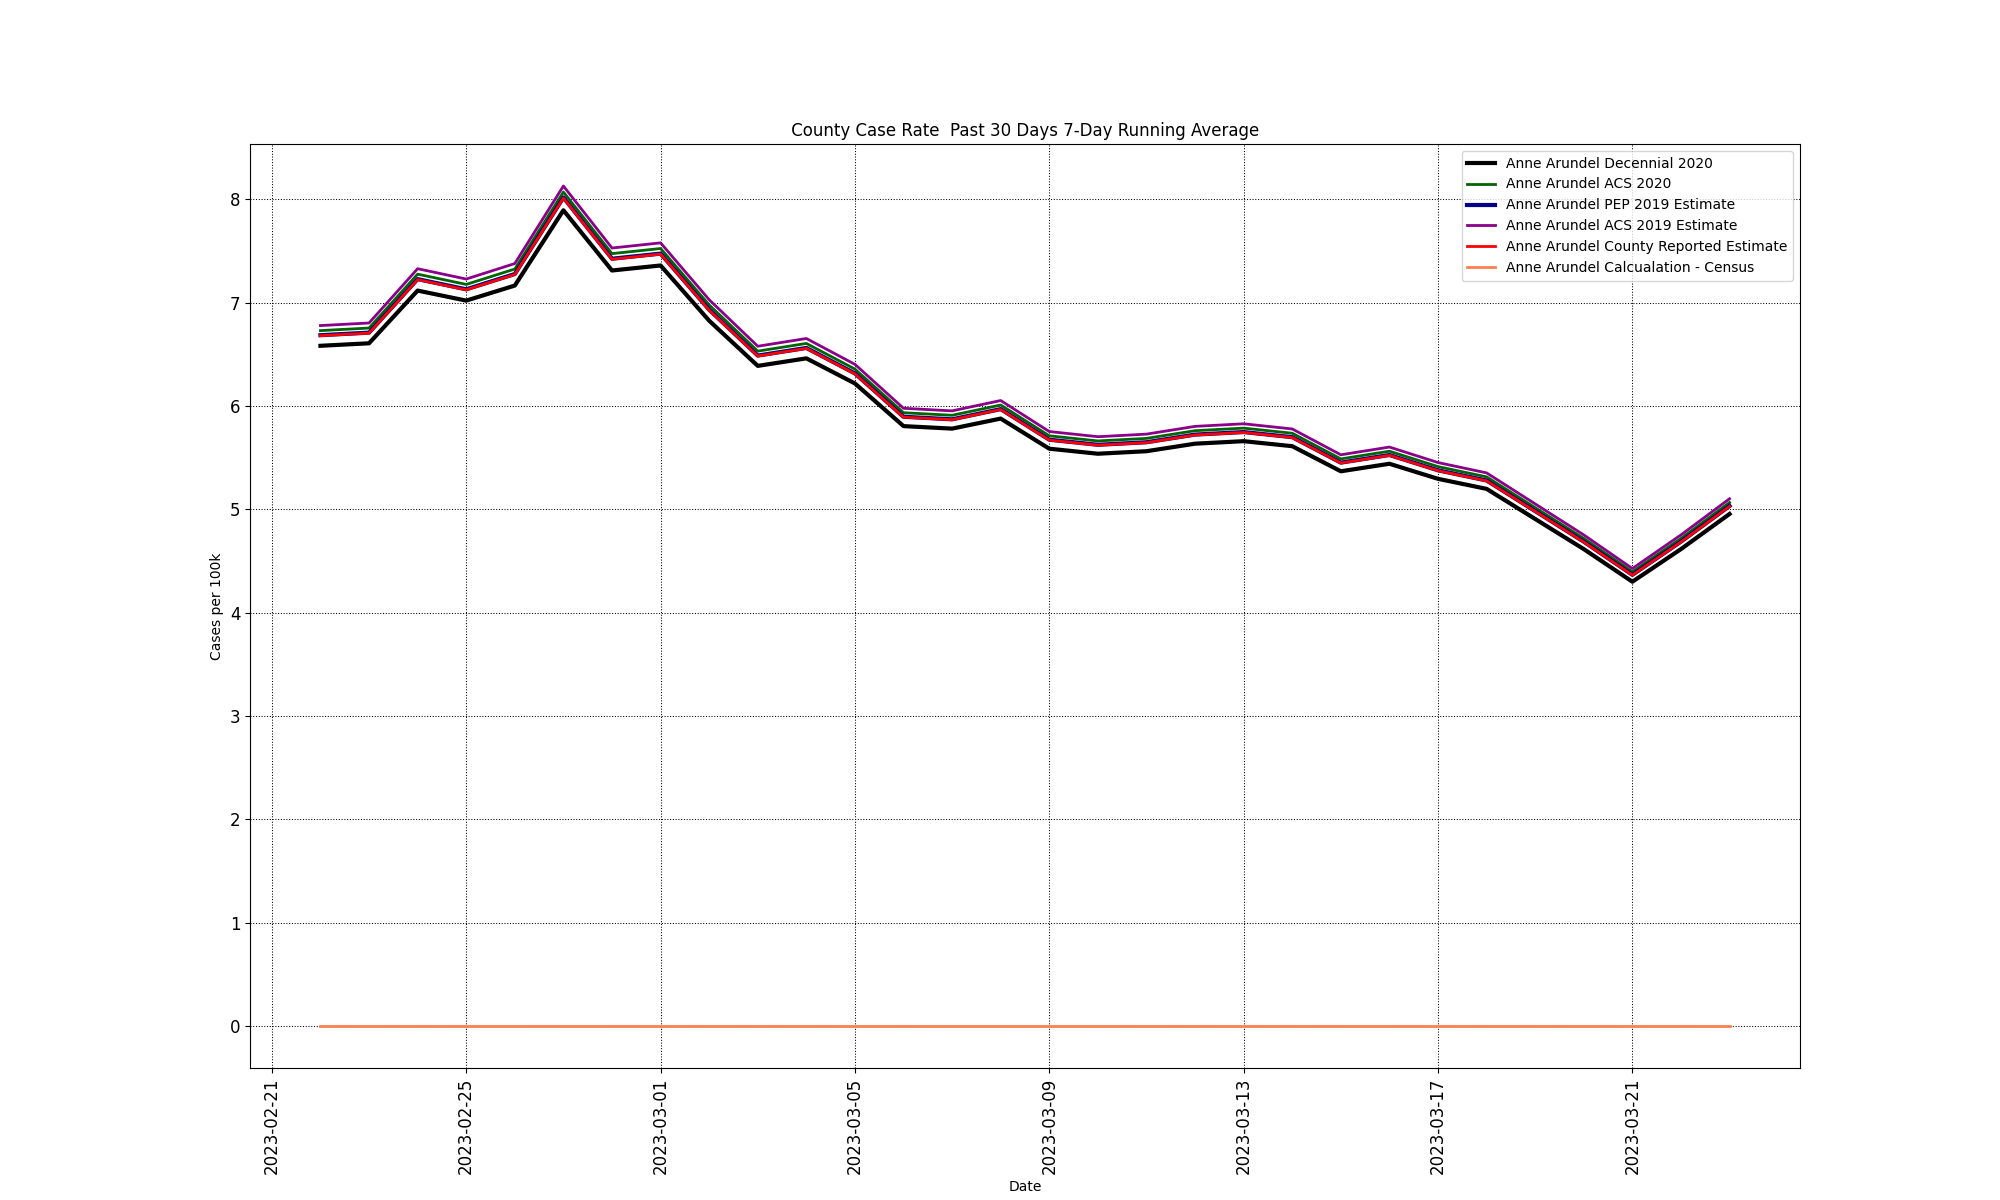 County Case Rate  Past 30 Days 7-Day Running Average
Anne Arundel Decennial 2020
Anne Arundel ACS 2020
Anne Arundel PEP 2019 Estimate
Anne Arundel ACS 2019 Estimate
Anne Arundel County Reported Estimate
Anne Arundel Calcualation - Census
8
7
6
5
4
3
2
1
0
Cases per 100k
2023-02-21
2023-02-25
2023-03-01
2023-03-05
2023-03-09
2023-03-13
2023-03-17
2023-03-21
Date